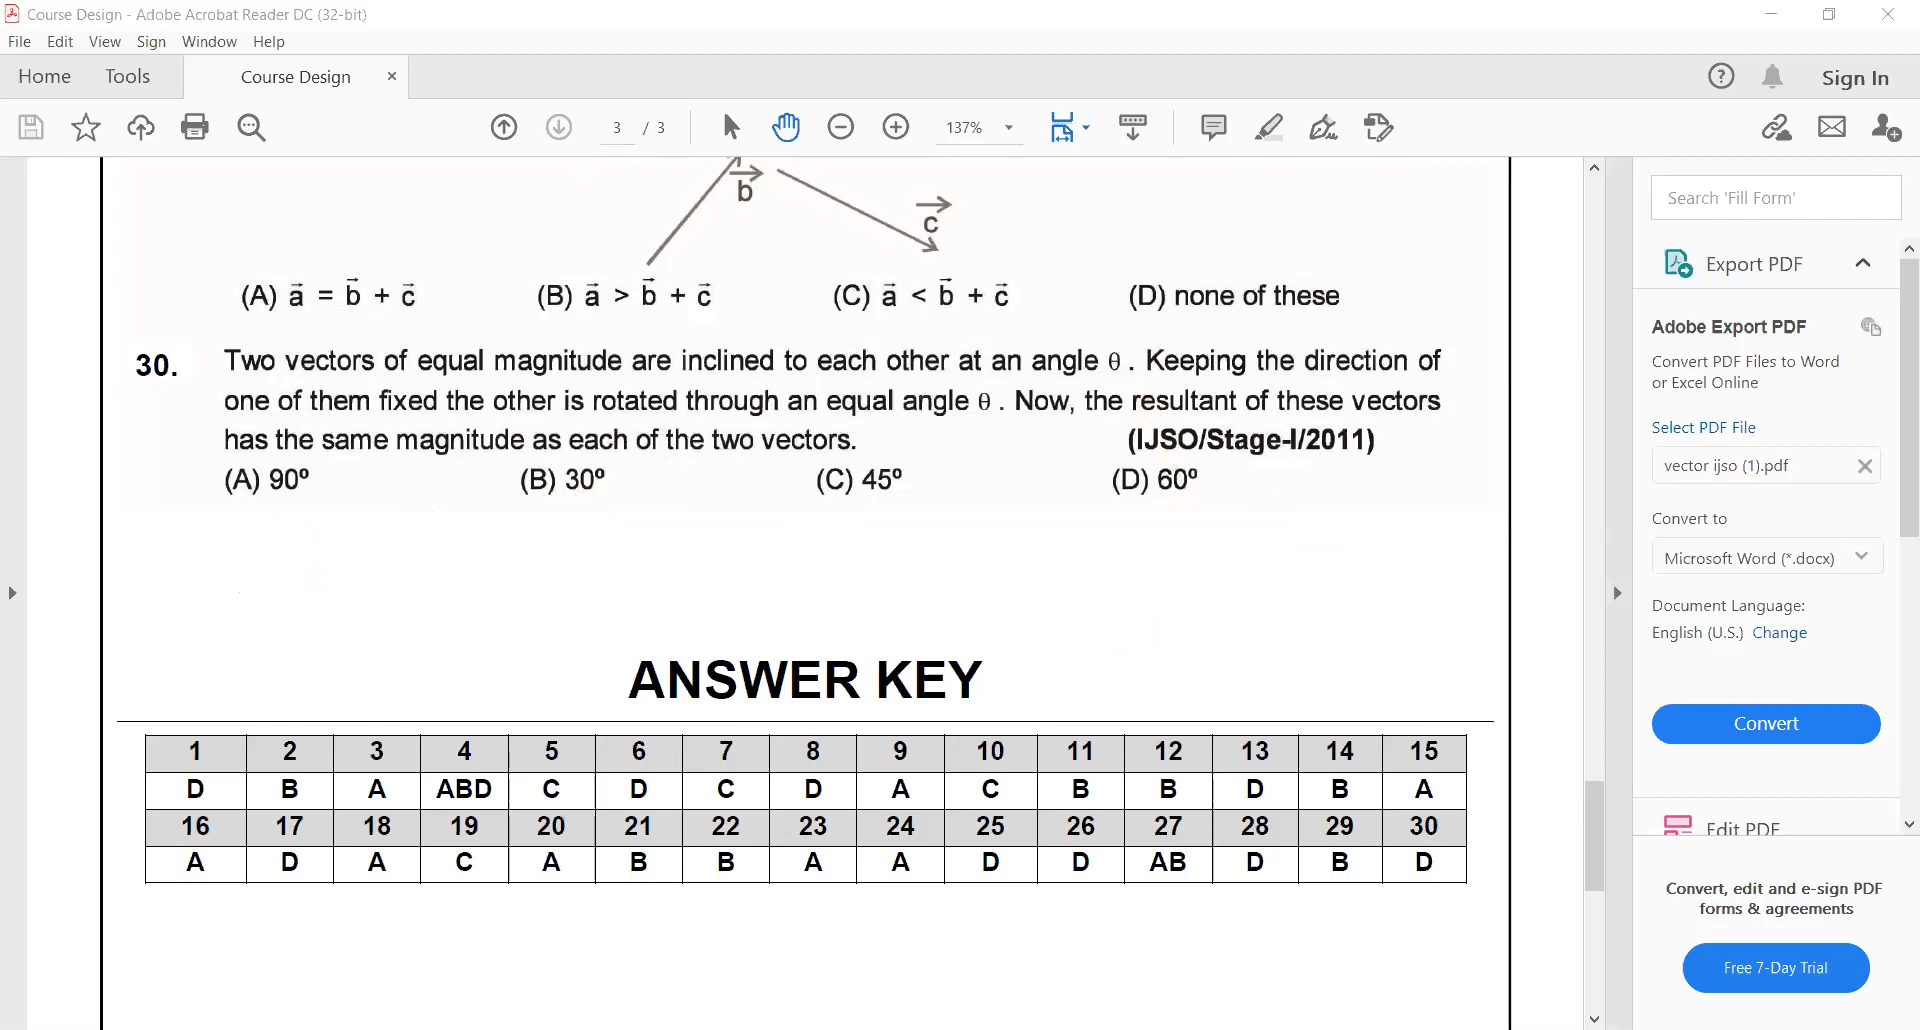 Course Design - Adobe Acrobat Reader DC (32-bit)
File Edit View Sign Window Help
Home Tools Course Design × Sign In
3 / 3 137%
b
c
(A) a⃗ = b⃗ + c⃗ (B) a⃗ > b⃗ + c⃗ (C) a⃗ < b⃗ + c⃗ (D) none of these
30. Two vectors of equal magnitude are inclined to each other at an angle θ . Keeping the direction of
one of them fixed the other is rotated through an equal angle θ . Now, the resultant of these vectors
has the same magnitude as each of the two vectors. (IJSO/Stage-I/2011)
(A) 90º (B) 30º (C) 45º (D) 60º
ANSWER KEY
1 2 3 4 5 6 7 8 9 10 11 12 13 14 15
D B A ABD C D C D A C B B D B A
16 17 18 19 20 21 22 23 24 25 26 27 28 29 30
A D A C A B B A A D D AB D B D
Search 'Fill Form'
Export PDF
Adobe Export PDF
Convert PDF Files to Word
or Excel Online
Select PDF File
vector ijso (1).pdf
Convert to
Microsoft Word (*.docx)
Document Language:
English (U.S.) Change
Convert
Edit PDF
Convert, edit and e-sign PDF
forms & agreements
Free 7-Day Trial